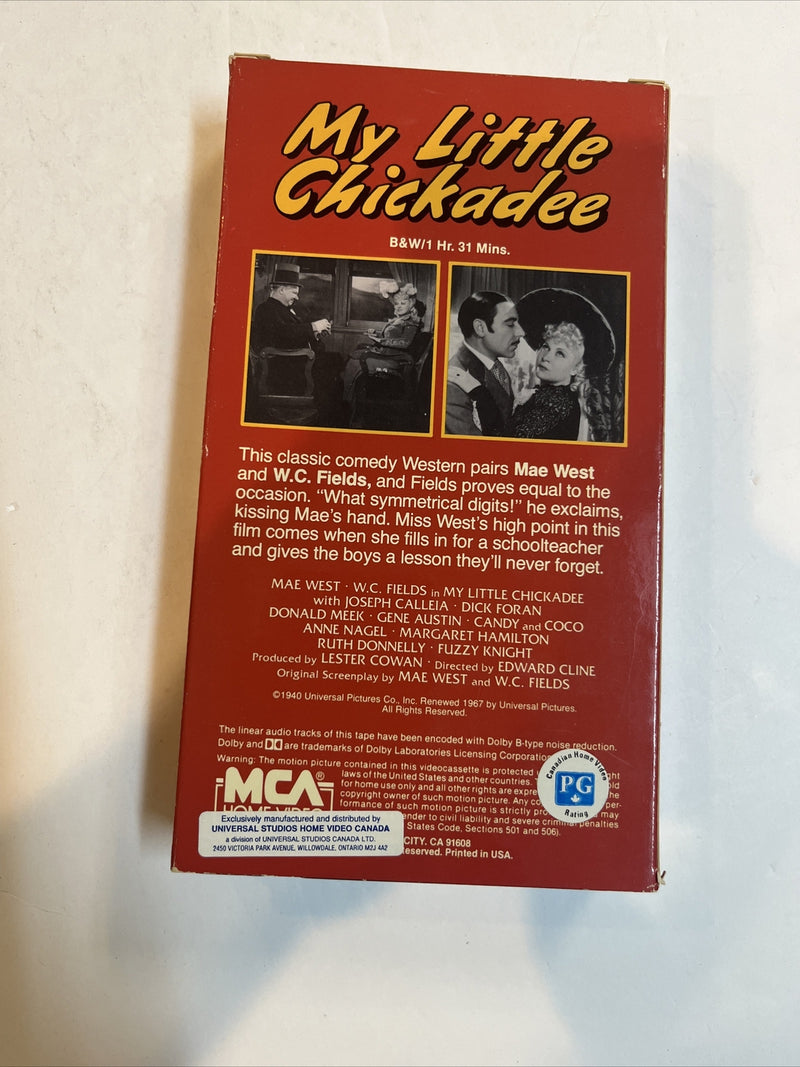 My Little
Chickadee
B&W/1 Hr. 31 Mins.
This classic comedy Western pairs Mae West
and W.C. Fields, and Fields proves equal to the
occasion. "What symmetrical digits!" he exclaims,
kissing Mae's hand. Miss West's high point in this
film comes when she fills in for a schoolteacher
and gives the boys a lesson they'll never forget.
MAE WEST · W.C. FIELDS in MY LITTLE CHICKADEE
with JOSEPH CALLEIA · DICK FORAN
DONALD MEEK · GENE AUSTIN · CANDY and COCO
ANNE NAGEL · MARGARET HAMILTON
RUTH DONNELLY · FUZZY KNIGHT
Produced by LESTER COWAN · Directed by EDWARD CLINE
Original Screenplay by MAE WEST and W.C. FIELDS
©1940 Universal Pictures Co., Inc. Renewed 1967 by Universal Pictures.
All Rights Reserved.
The linear audio tracks of this tape have been encoded with Dolby B-type noise reduction.
Dolby and are trademarks of Dolby Laboratories Licensing
Warning: The motion picture contained in this videocassette is protected
laws of the United States and other countries.
for home use only and all other rights are
copyright owner of such motion picture. Any per-
formance of such motion picture is strictly may
to civil liability and severe penalties
States Code, Sections 501 and 506).
MCA®
HOME VIDEO
CITY, CA 91608
Printed in USA.
Canadian Home Video
PG
Rating
Exclusively manufactured and distributed by
UNIVERSAL STUDIOS HOME VIDEO CANADA
a division of UNIVERSAL STUDIOS CANADA LTD.
2450 VICTORIA PARK AVENUE, WILLOWDALE, ONTARIO M2J 4A2